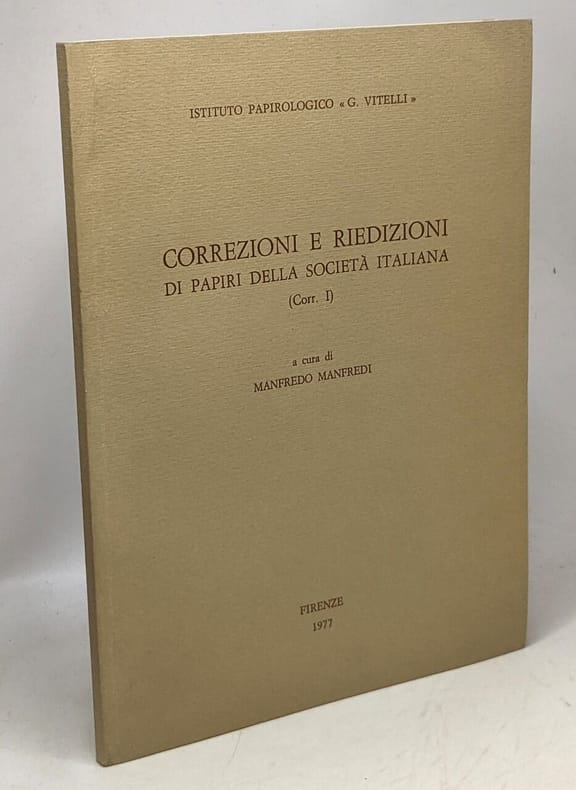 ISTITUTO PAPIROLOGICO « G. VITELLI »
CORREZIONI E RIEDIZIONI
DI PAPIRI DELLA SOCIETÀ ITALIANA
(Corr. I)
a cura di
MANFREDO MANFREDI
FIRENZE
1977